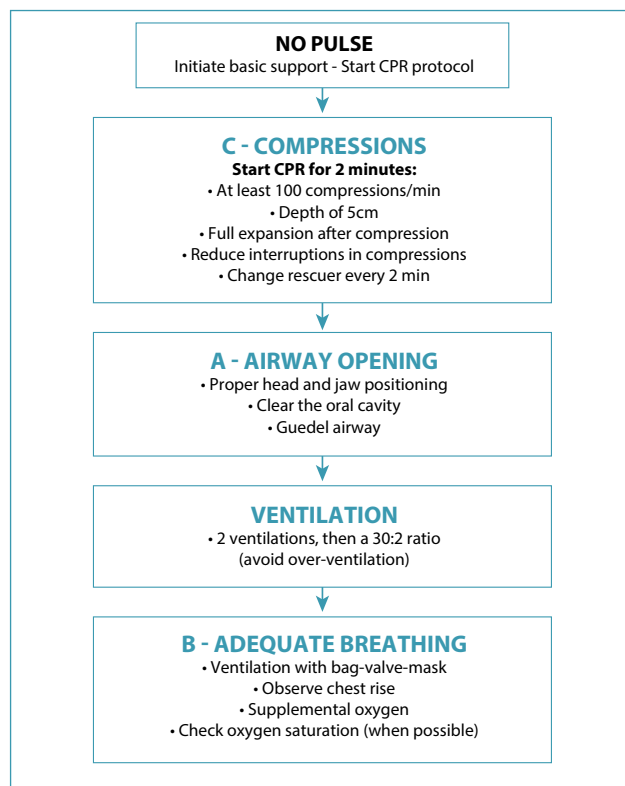 NO PULSE
Initiate basic support - Start CPR protocol
C - COMPRESSIONS
Start CPR for 2 minutes:
• At least 100 compressions/min
• Depth of 5cm
• Full expansion after compression
• Reduce interruptions in compressions
• Change rescuer every 2 min
A - AIRWAY OPENING
• Proper head and jaw positioning
• Clear the oral cavity
• Guedel airway
VENTILATION
• 2 ventilations, then a 30:2 ratio
(avoid over-ventilation)
B - ADEQUATE BREATHING
• Ventilation with bag-valve-mask
• Observe chest rise
• Supplemental oxygen
• Check oxygen saturation (when possible)